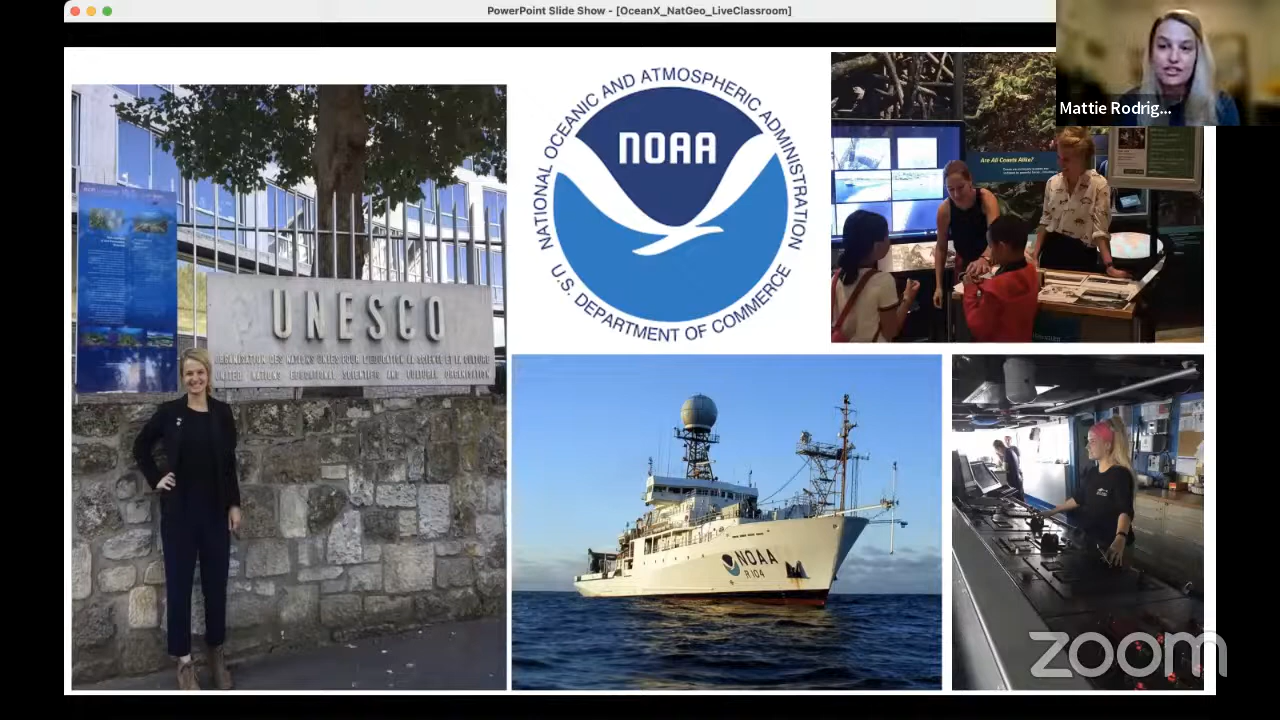 PowerPoint Slide Show - [OceanX_NatGeo_LiveClassroom]
Mattie Rodrig...
NATIONAL OCEANIC AND ATMOSPHERIC ADMINISTRATION
NOAA
U.S. DEPARTMENT OF COMMERCE
Are All Coasts Alike?
UNESCO
ORGANISATION DES NATIONS UNIES POUR L'EDUCATION LA SCIENCE ET LA CULTURE
UNITED NATIONS EDUCATIONAL SCIENTIFIC AND CULTURAL ORGANISATION
NOAA
R 104
zoom